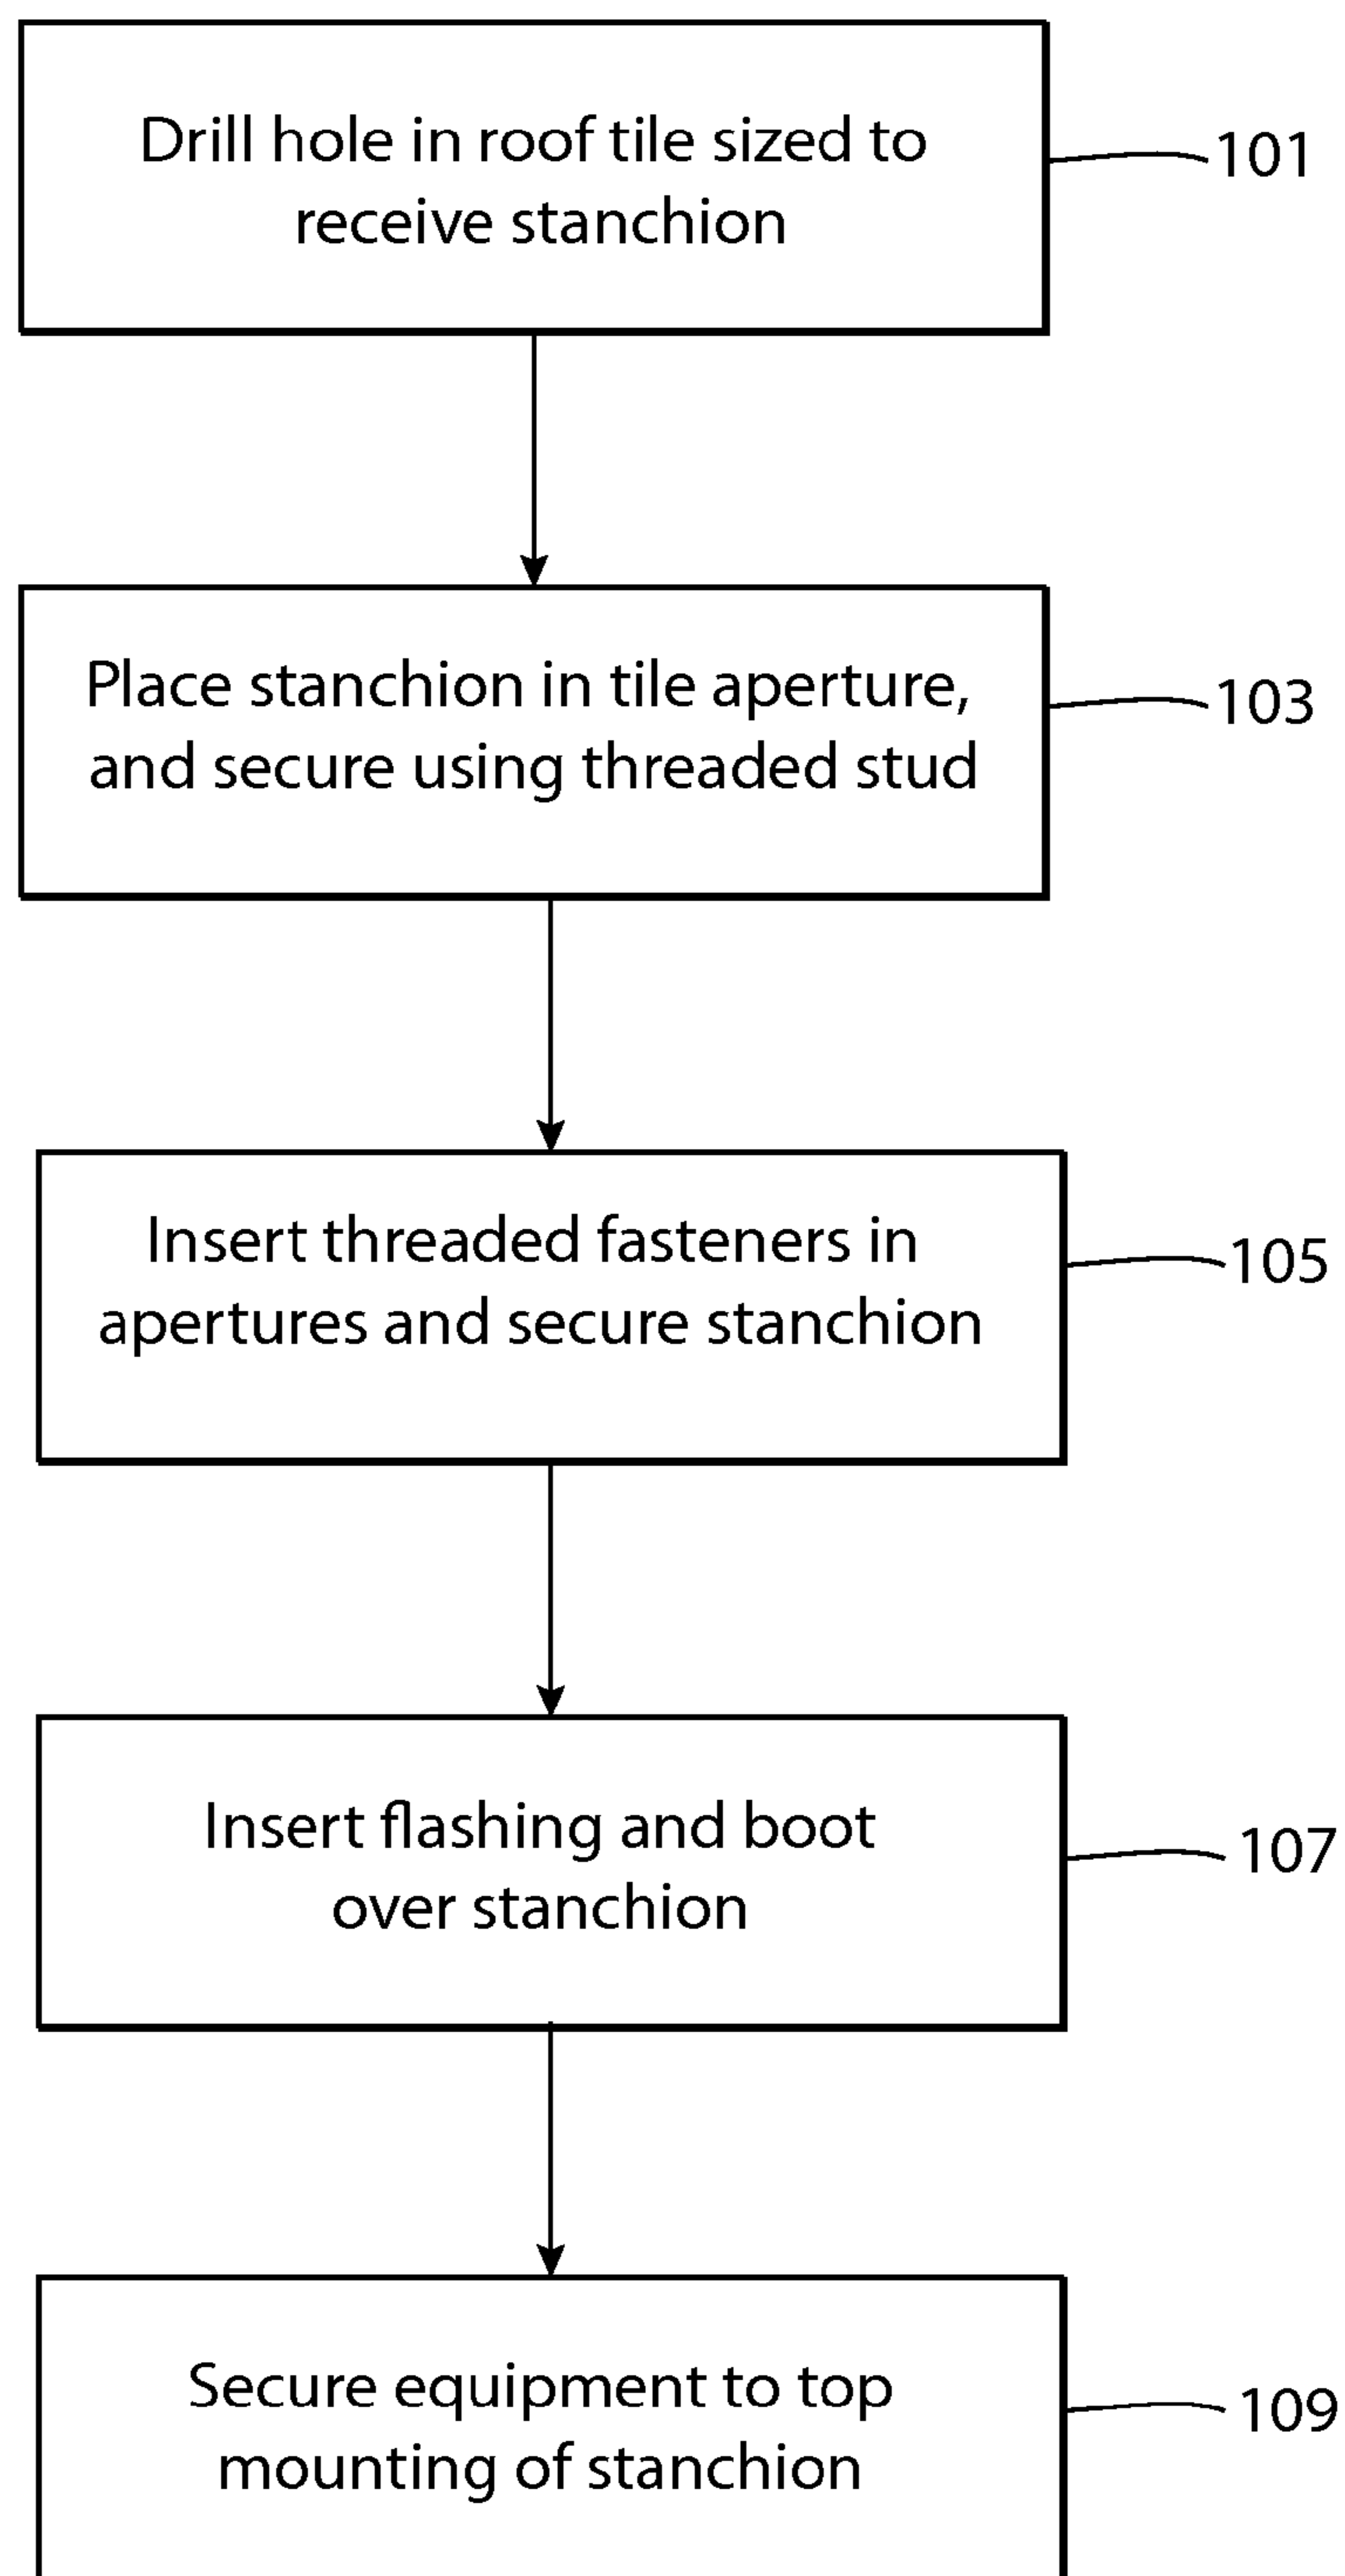 Drill hole in roof tile sized to
receive stanchion
101
Place stanchion in tile aperture,
and secure using threaded stud
103
Insert threaded fasteners in
apertures and secure stanchion
105
Insert flashing and boot
over stanchion
107
Secure equipment to top
mounting of stanchion
109